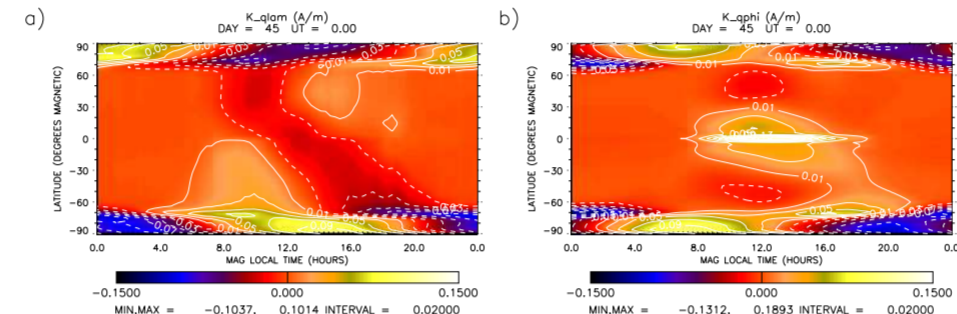 a)
K_qlam (A/m)
DAY = 45 UT = 0.00
LATITUDE (DEGREES MAGNETIC)
90
60
30
0
−30
−60
−90
0.0 4.0 8.0 12.0 16.0 20.0 0.0
MAG LOCAL TIME (HOURS)
−0.1500 0.000 0.1500
MIN,MAX = −0.1037, 0.1014 INTERVAL = 0.02000
b)
K_qphi (A/m)
DAY = 45 UT = 0.00
LATITUDE (DEGREES MAGNETIC)
90
60
30
0
−30
−60
−90
0.01
0.01
0.0 4.0 8.0 12.0 16.0 20.0 0.0
MAG LOCAL TIME (HOURS)
−0.1500 0.000 0.1500
MIN,MAX = −0.1312, 0.1893 INTERVAL = 0.02000